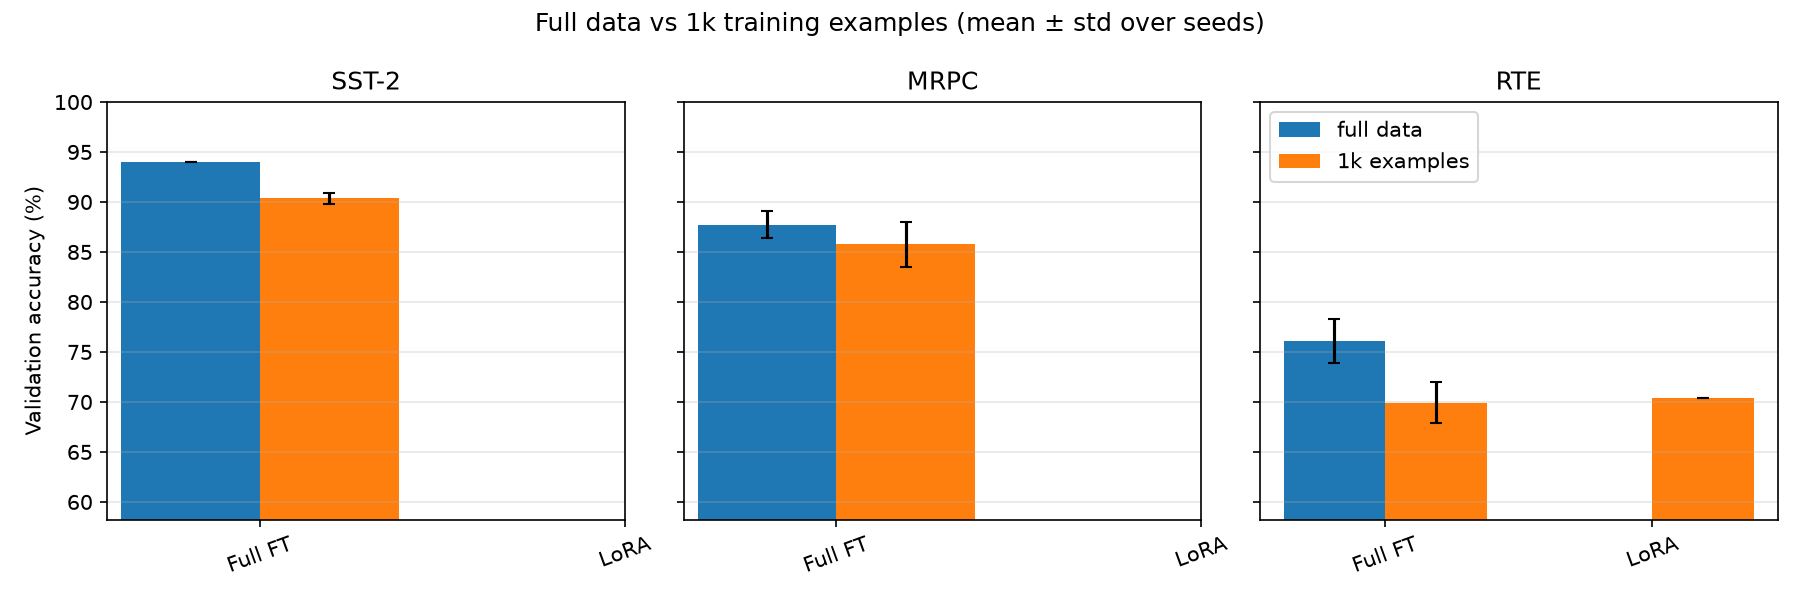 Full data vs 1k training examples (mean ± std over seeds)
SST-2
MRPC
RTE
Validation accuracy (%)
100
95
90
85
80
75
70
65
60
full data
1k examples
Full FT
LoRA
Full FT
LoRA
Full FT
LoRA